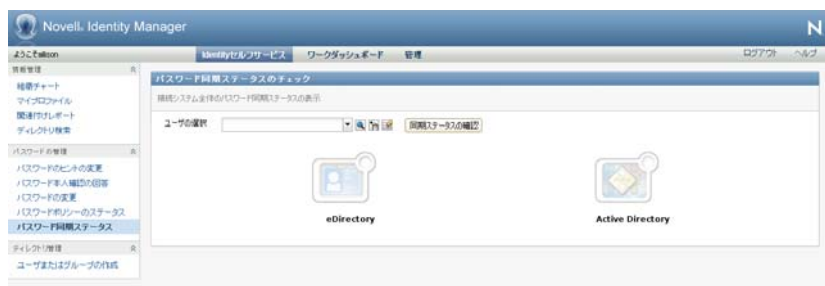 Novell® Identity Manager
N
ようこそwilson
Identityセルフサービス
ワークダッシュボード
管理
ログアウト
ヘルプ
情報管理
組織チャート
マイプロファイル
関連付けレポート
ディレクトリ検索
パスワードの管理
パスワードのヒントの変更
パスワード本人確認の回答
パスワードの変更
パスワードポリシーのステータス
パスワード同期ステータス
ディレクトリ管理
ユーザまたはグループの作成
パスワード同期ステータスのチェック
接続システム全体のパスワード同期ステータスの表示
ユーザの選択
同期ステータスの確認
eDirectory
Active Directory